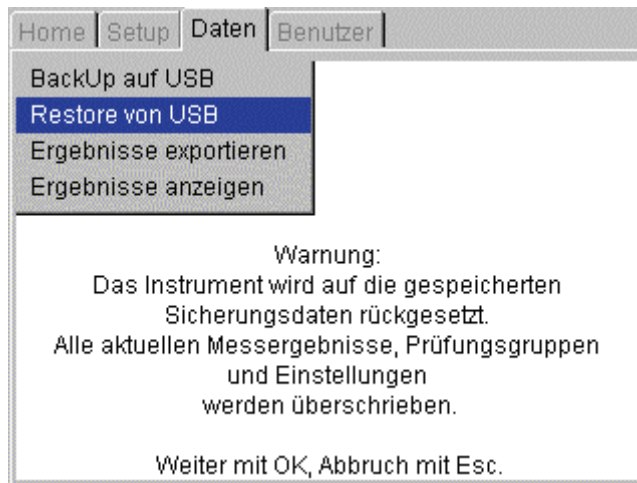 Home Setup Daten Benutzer
BackUp auf USB
Restore von USB
Ergebnisse exportieren
Ergebnisse anzeigen
Warnung:
Das Instrument wird auf die gespeicherten
Sicherungsdaten rückgesetzt.
Alle aktuellen Messergebnisse, Prüfungsgruppen
und Einstellungen
werden überschrieben.
Weiter mit OK, Abbruch mit Esc.